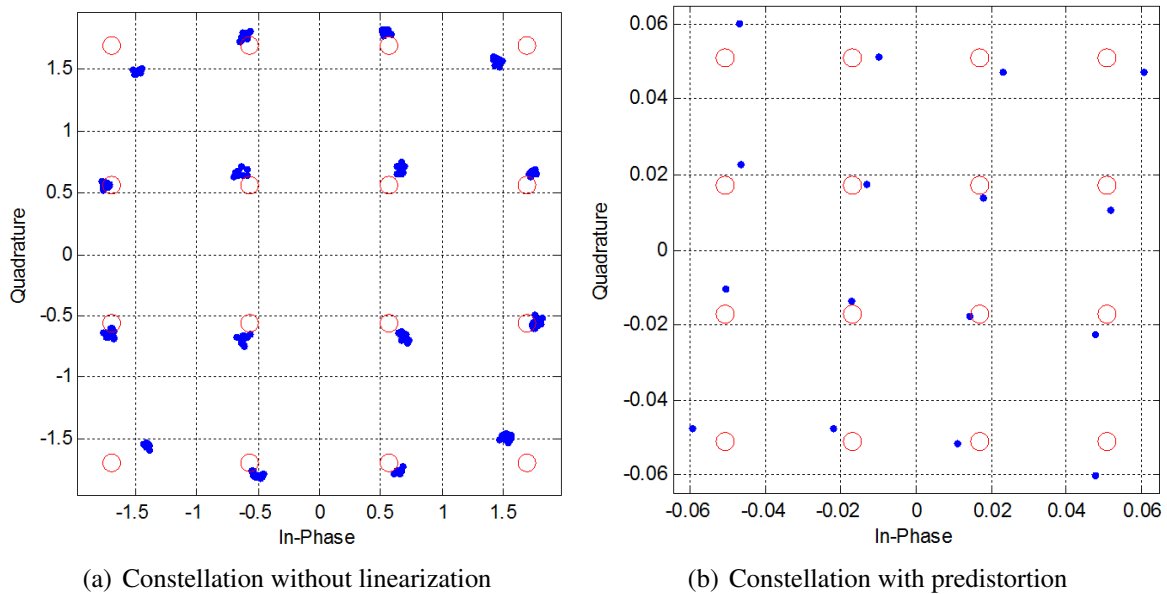 1.5
1
0.5
0
-0.5
-1
-1.5
Quadrature
-1.5 -1 -0.5 0 0.5 1 1.5
In-Phase
(a) Constellation without linearization
0.06
0.04
0.02
0
-0.02
-0.04
-0.06
Quadrature
-0.06 -0.04 -0.02 0 0.02 0.04 0.06
In-Phase
(b) Constellation with predistortion